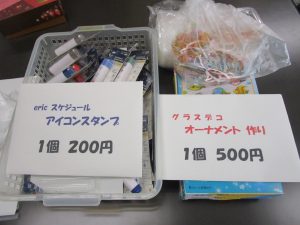 eric スケジュール
アイコンスタンプ
1個 200円
グラスデコ
オーナメント 作り
1個 500円